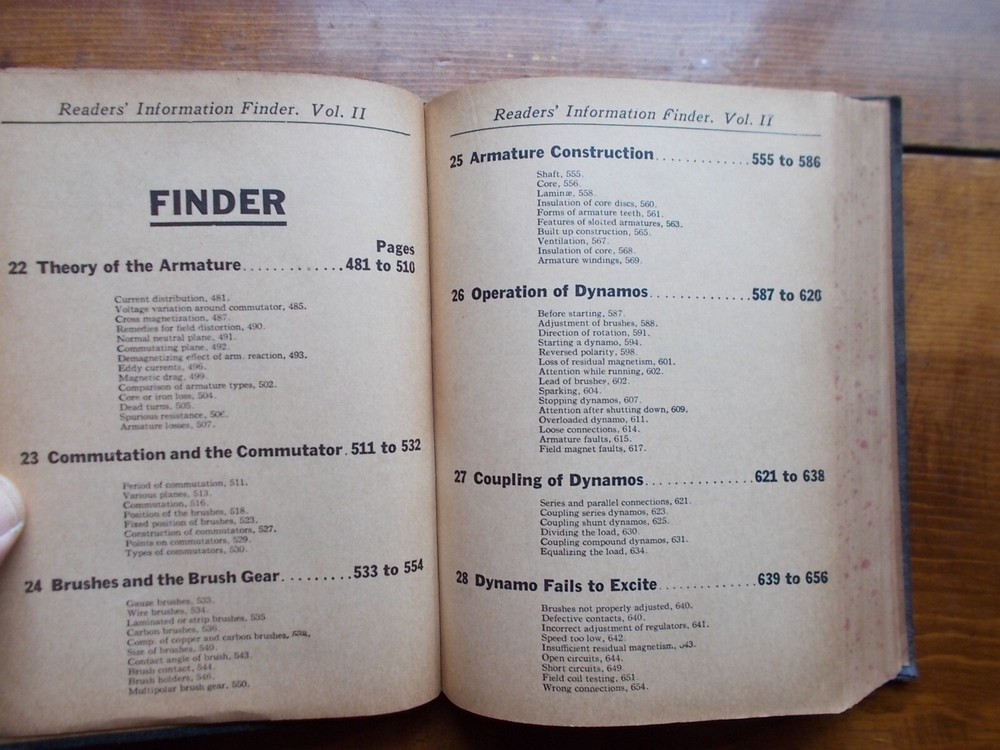 Readers' Information Finder. Vol. II
FINDER
Pages
22 Theory of the Armature.............481 to 510
Current distribution, 481.
Voltage variation around commutator, 485.
Cross magnetization, 487.
Remedies for field distortion, 490.
Normal neutral plane, 491.
Commutating plane, 492.
Demagnetizing effect of arm. reaction, 493.
Eddy currents, 496.
Magnetic drag, 499.
Comparison of armature types, 502.
Core or iron loss, 504.
Dead turns, 505.
Spurious resistance, 506.
Armature losses, 507.
23 Commutation and the Commutator. 511 to 532
Period of commutation, 511.
Various planes, 513.
Commutation, 516.
Position of the brushes, 518.
Fixed position of brushes, 523.
Construction of commutators, 527.
Points on commutators, 529.
Types of commutators, 530.
24 Brushes and the Brush Gear.........533 to 554
Gauze brushes, 533.
Wire brushes, 534.
Laminated or strip brushes, 535
Carbon brushes, 536.
Comp. of copper and carbon brushes, 538.
Size of brushes, 540.
Contact angle of brush, 543.
Brush contact, 544.
Brush holders, 546.
Multipolar brush gear, 550.
Readers' Information Finder. Vol. II
25 Armature Construction.............555 to 586
Shaft, 555.
Core, 556.
Laminæ, 558.
Insulation of core discs, 560.
Forms of armature teeth, 561.
Features of slotted armatures, 563.
Built up construction, 565.
Ventilation, 567.
Insulation of core, 568.
Armature windings, 569.
26 Operation of Dynamos.............587 to 620
Before starting, 587.
Adjustment of brushes, 588.
Direction of rotation, 591.
Starting a dynamo, 594.
Reversed polarity, 598.
Loss of residual magnetism, 601.
Attention while running, 602.
Lead of brushes, 602.
Sparking, 604.
Stopping dynamos, 607.
Attention after shutting down, 609.
Overloaded dynamo, 611.
Loose connections, 614.
Armature faults, 615.
Field magnet faults, 617.
27 Coupling of Dynamos..............621 to 638
Series and parallel connections, 621.
Coupling series dynamos, 623.
Coupling shunt dynamos, 625.
Dividing the load, 630.
Coupling compound dynamos, 631.
Equalizing the load, 634.
28 Dynamo Fails to Excite............639 to 656
Brushes not properly adjusted, 640.
Defective contacts, 640.
Incorrect adjustment of regulators, 641.
Speed too low, 642.
Insufficient residual magnetism, 643.
Open circuits, 644.
Short circuits, 649.
Field coil testing, 651.
Wrong connections, 654.